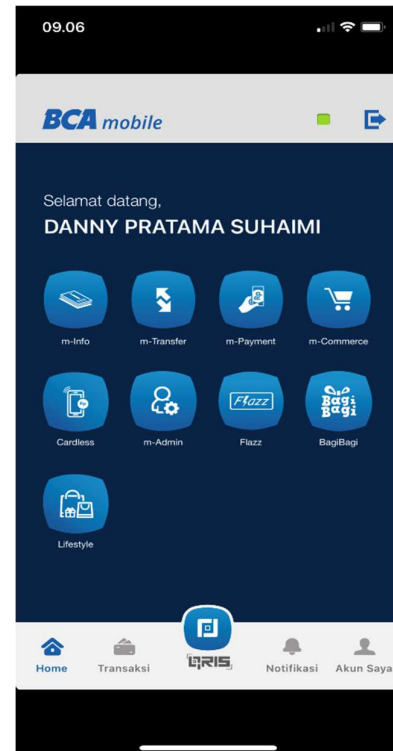 09.06
BCA mobile
Selamat datang,
DANNY PRATAMA SUHAIMI
m-Info
m-Transfer
m-Payment
m-Commerce
Cardless
m-Admin
Flazz
Flazz
Bagi
Bagi
BagiBagi
Lifestyle
Home
Transaksi
QRIS
Notifikasi
Akun Saya